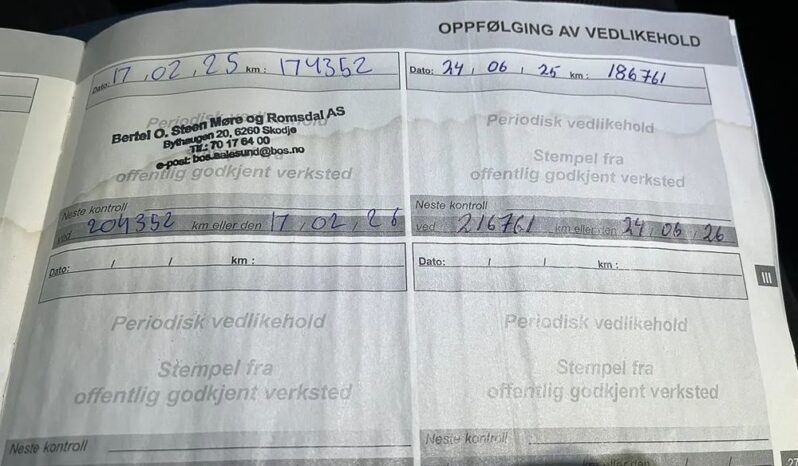 OPPFØLGING AV VEDLIKEHOLD
Dato: 17 , 02 , 25 km : 174352
Periodisk vedlikehold
Bertel O. Steen Møre og Romsdal AS
Bythaugen 20, 6260 Skodje
Tlf.: 70 17 64 00
e-post: bos.aalesund@bos.no
offentlig godkjent verksted
Neste kontroll
ved 204352 km eller den 17 , 02 , 26
Dato: 24 , 06 , 25 km : 186761
Periodisk vedlikehold
Stempel fra
offentlig godkjent verksted
Neste kontroll
ved 216761 km eller den 24 , 06 , 26
Dato: / / km :
Periodisk vedlikehold
Stempel fra
offentlig godkjent verksted
Neste kontroll
Dato: / / km :
Periodisk vedlikehold
Stempel fra
offentlig godkjent verksted
Neste kontroll
III
27